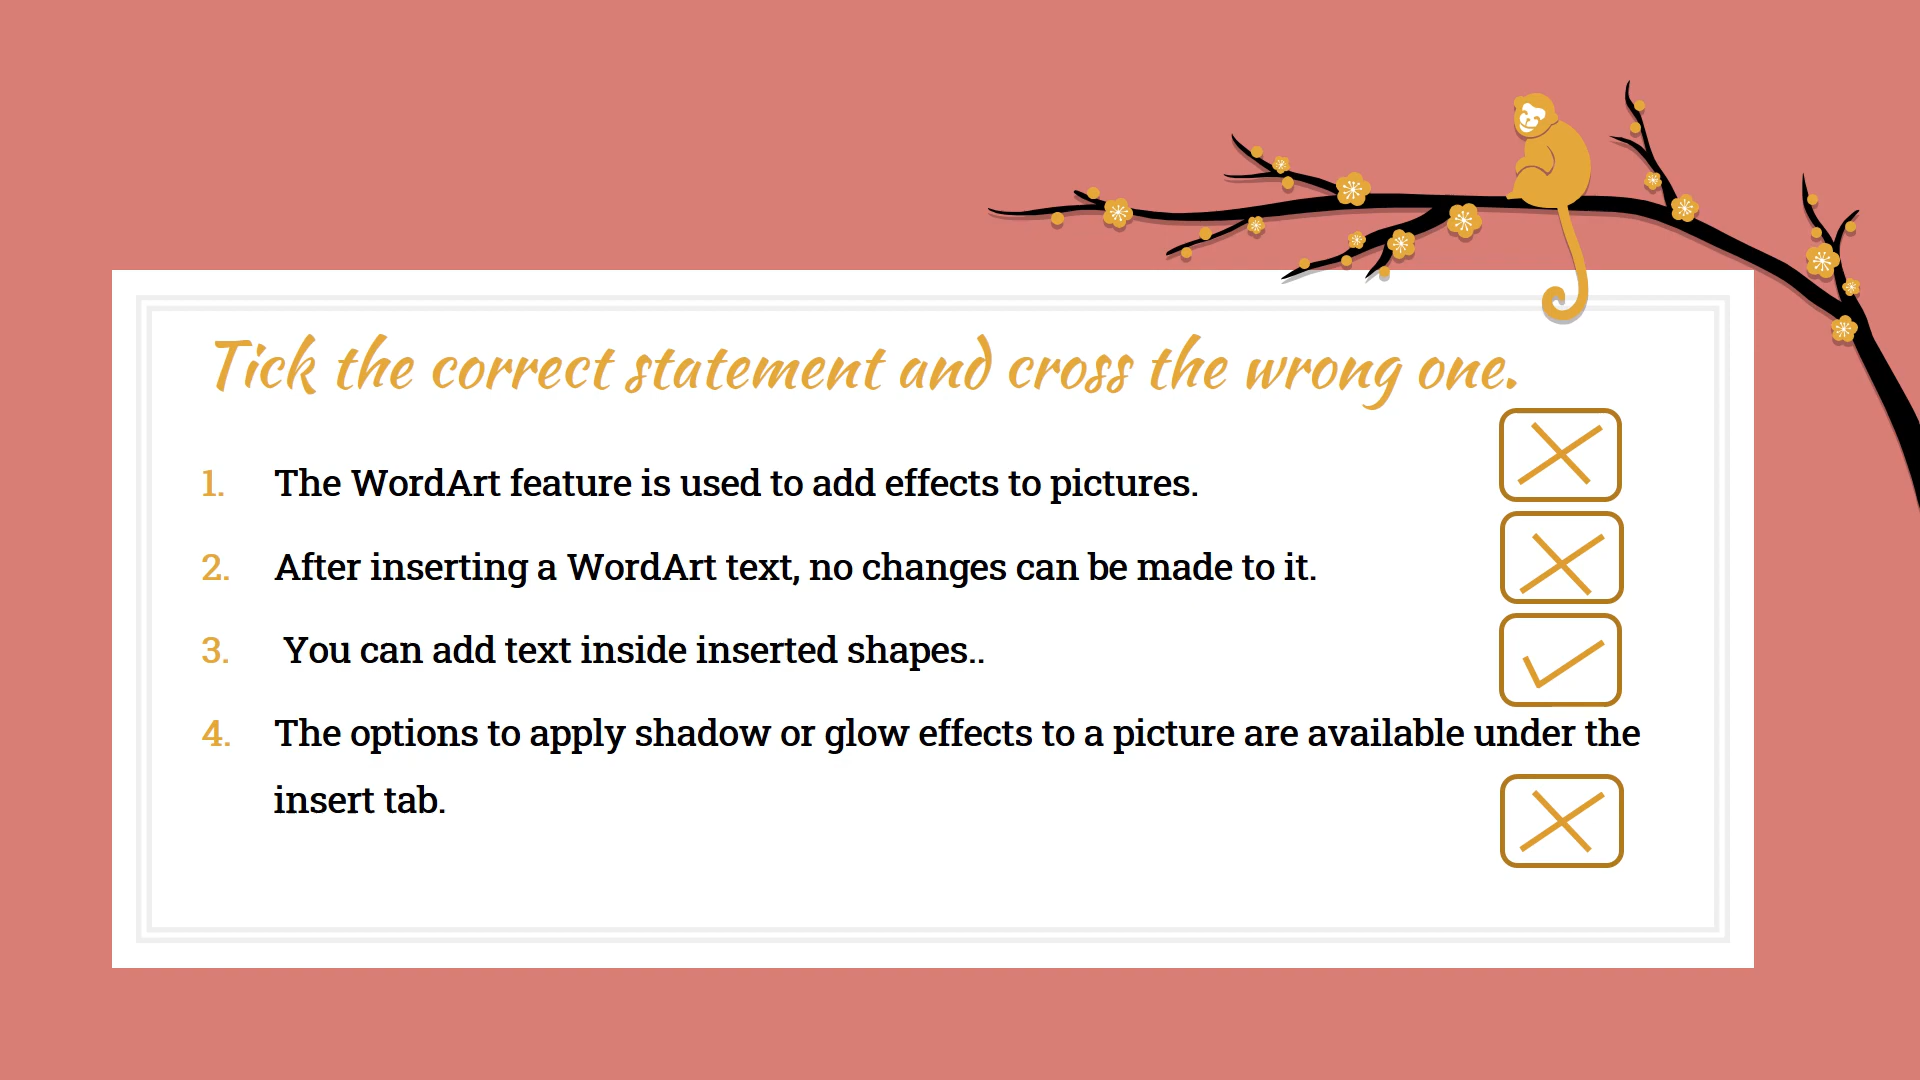 Tick the correct statement and cross the wrong one.
1. The WordArt feature is used to add effects to pictures.
2. After inserting a WordArt text, no changes can be made to it.
3. You can add text inside inserted shapes..
4. The options to apply shadow or glow effects to a picture are available under the
insert tab.